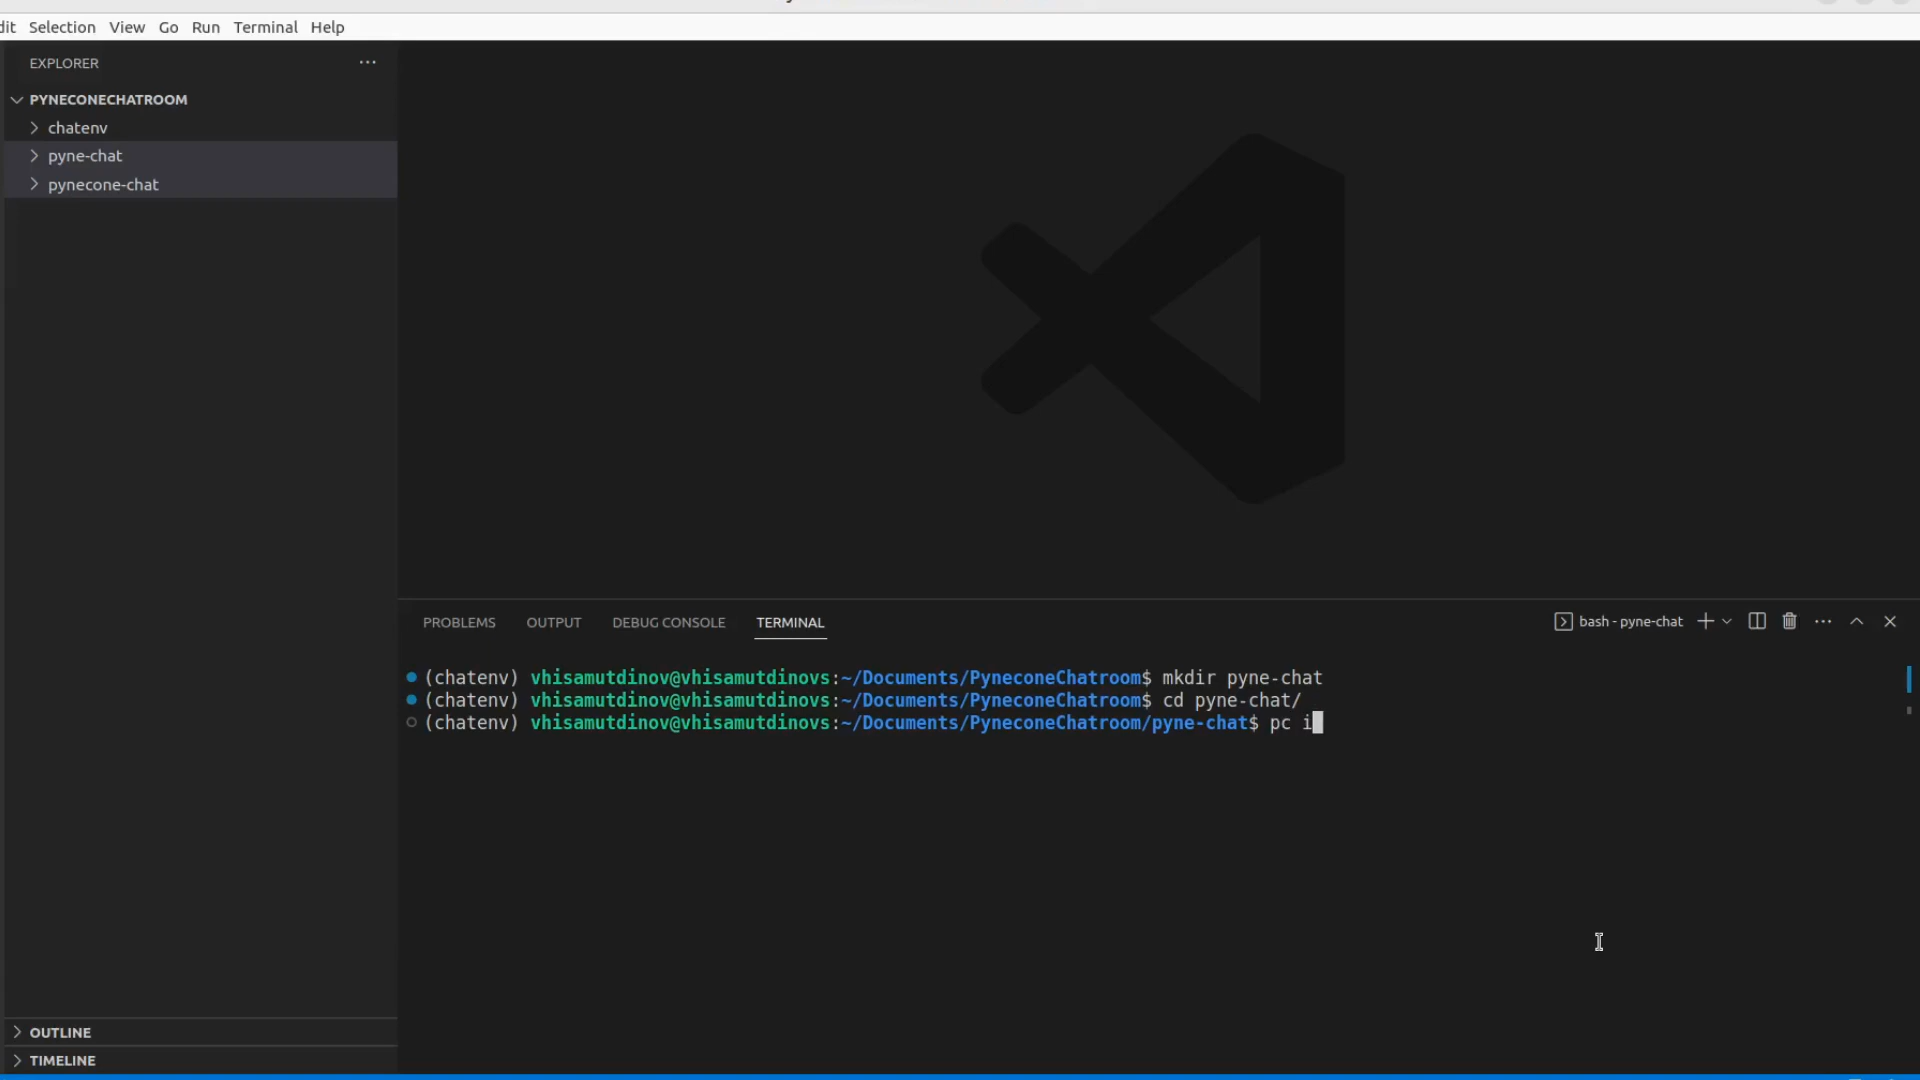 dit Selection View Go Run Terminal Help
EXPLORER
PYNECONECHATROOM
chatenv
pyne-chat
pynecone-chat
PROBLEMS OUTPUT DEBUG CONSOLE TERMINAL
bash - pyne-chat
(chatenv) vhisamutdinov@vhisamutdinovs:~/Documents/PyneconeChatroom$ mkdir pyne-chat
(chatenv) vhisamutdinov@vhisamutdinovs:~/Documents/PyneconeChatroom$ cd pyne-chat/
(chatenv) vhisamutdinov@vhisamutdinovs:~/Documents/PyneconeChatroom/pyne-chat$ pc i
OUTLINE
TIMELINE